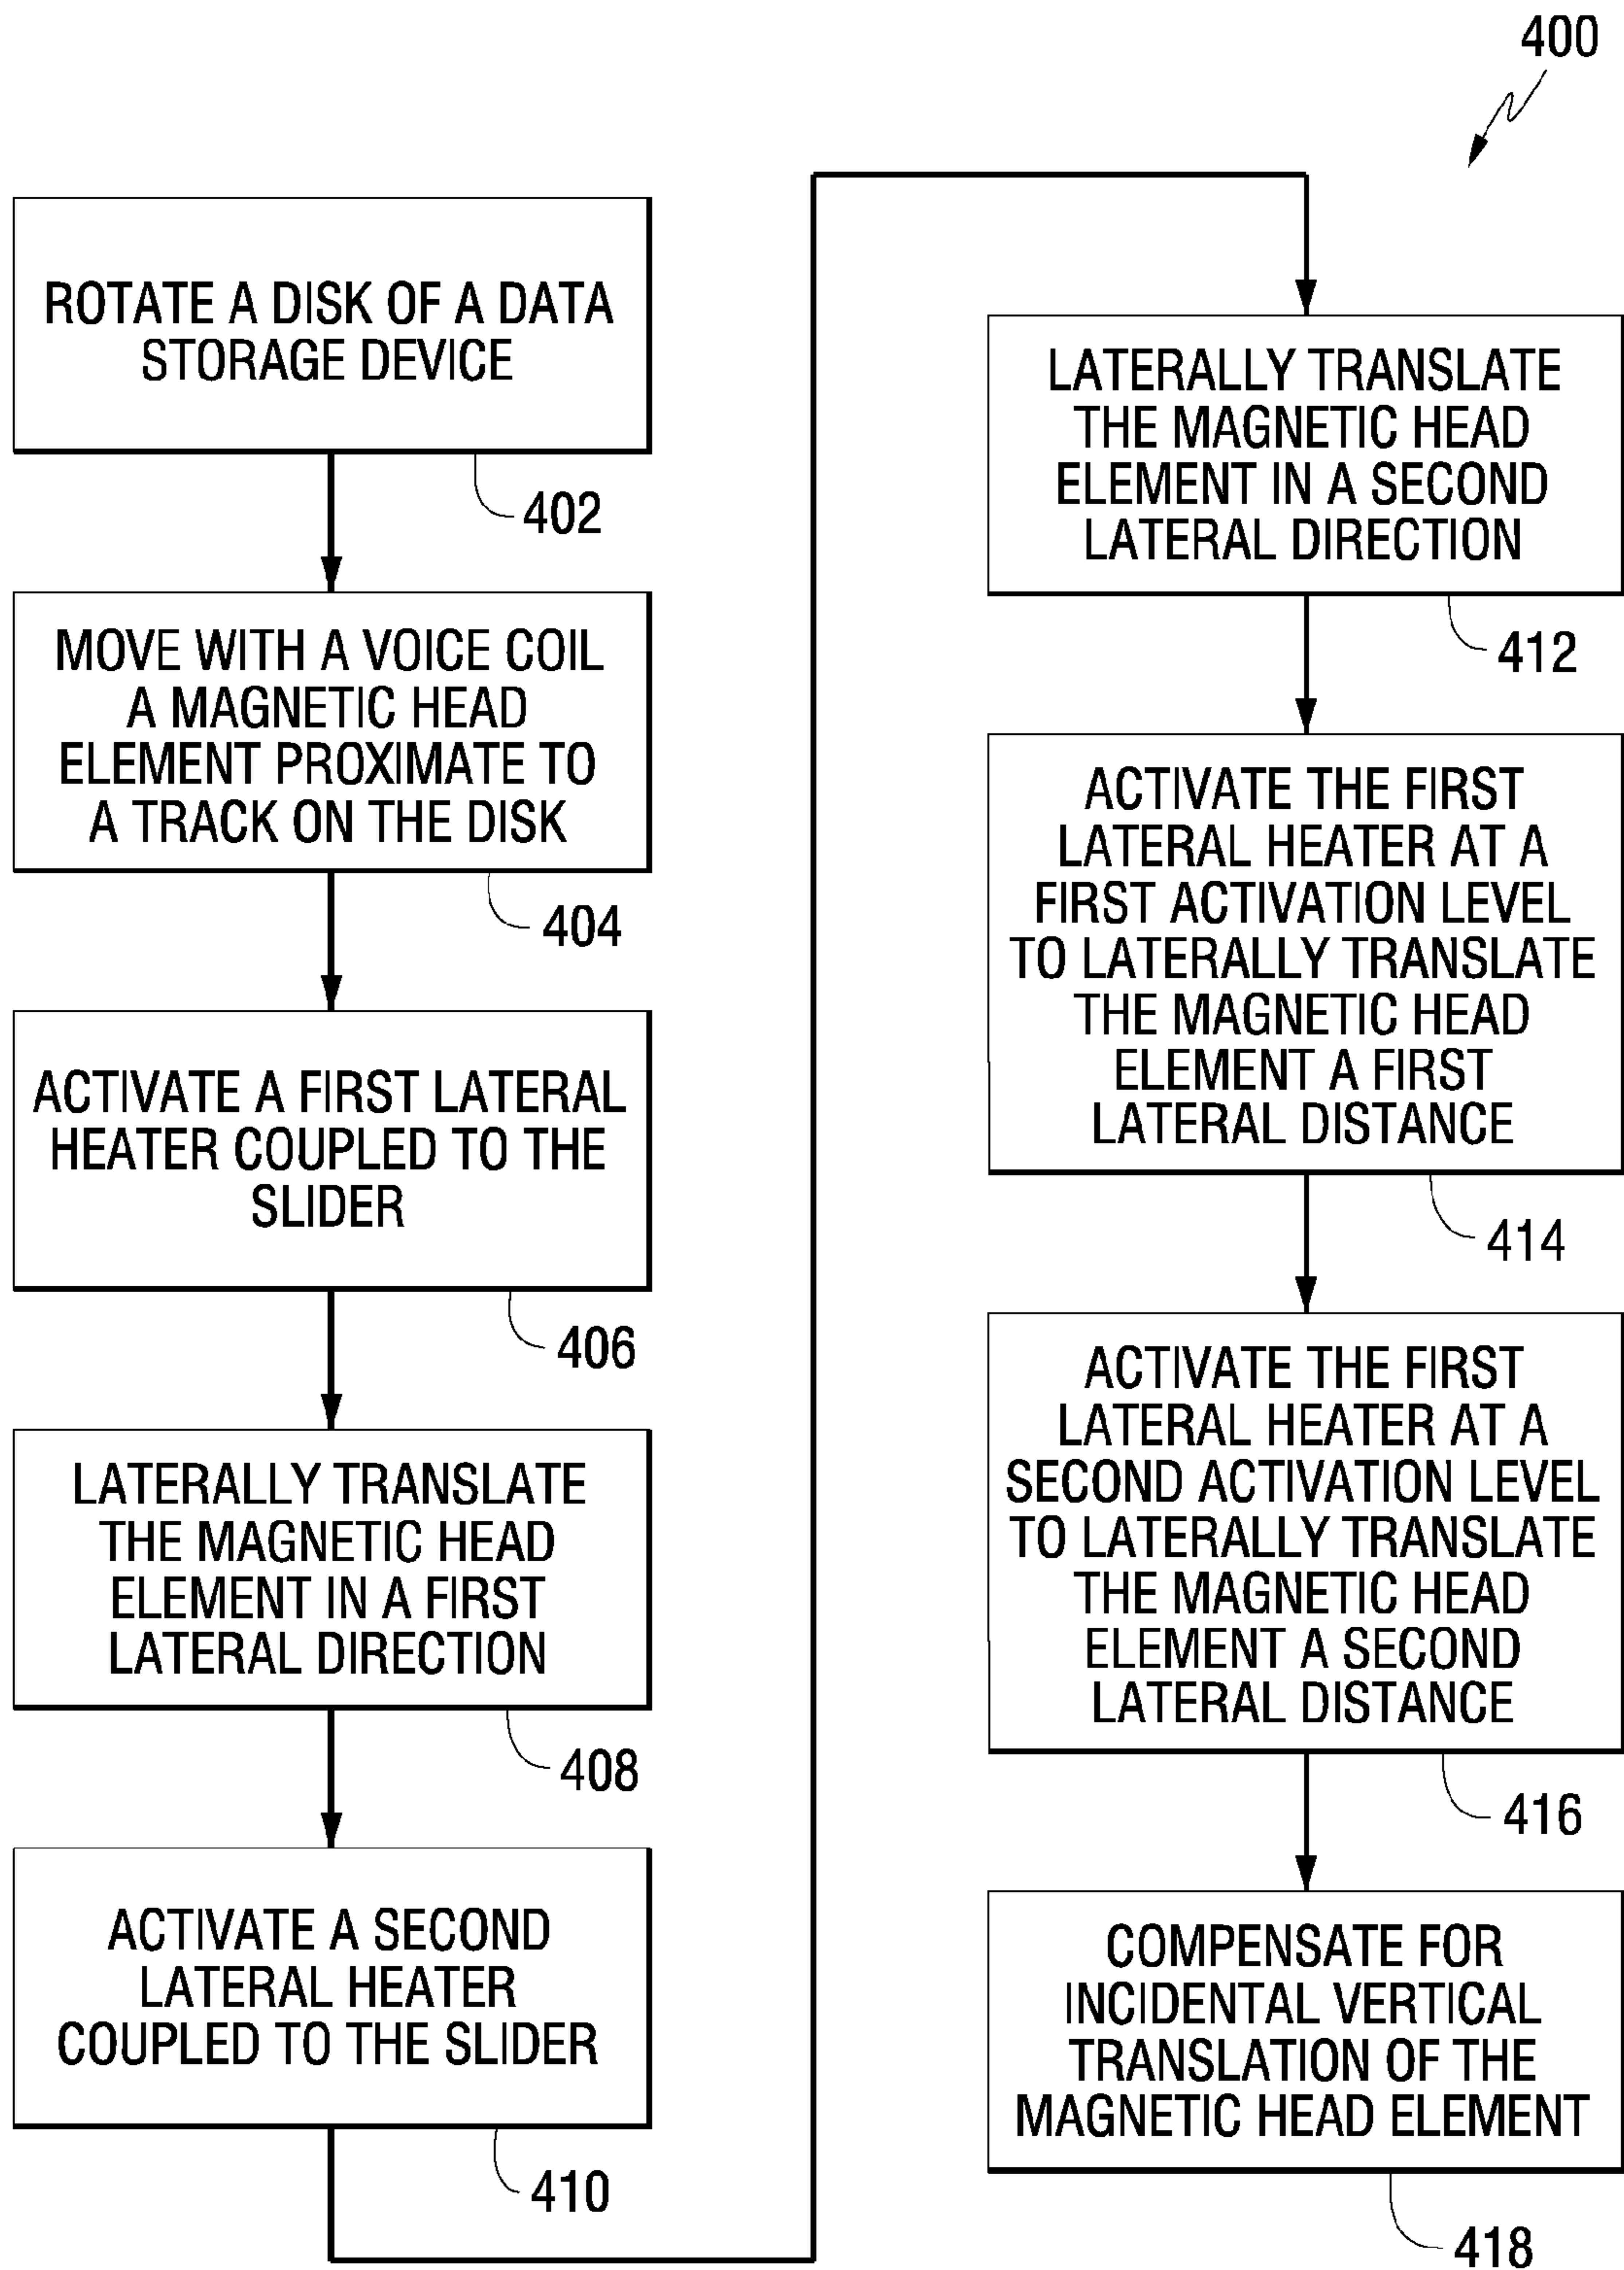 400
ROTATE A DISK OF A DATA
STORAGE DEVICE
402
MOVE WITH A VOICE COIL
A MAGNETIC HEAD
ELEMENT PROXIMATE TO
A TRACK ON THE DISK
404
ACTIVATE A FIRST LATERAL
HEATER COUPLED TO THE
SLIDER
406
LATERALLY TRANSLATE
THE MAGNETIC HEAD
ELEMENT IN A FIRST
LATERAL DIRECTION
408
ACTIVATE A SECOND
LATERAL HEATER
COUPLED TO THE SLIDER
410
LATERALLY TRANSLATE
THE MAGNETIC HEAD
ELEMENT IN A SECOND
LATERAL DIRECTION
412
ACTIVATE THE FIRST
LATERAL HEATER AT A
FIRST ACTIVATION LEVEL
TO LATERALLY TRANSLATE
THE MAGNETIC HEAD
ELEMENT A FIRST
LATERAL DISTANCE
414
ACTIVATE THE FIRST
LATERAL HEATER AT A
SECOND ACTIVATION LEVEL
TO LATERALLY TRANSLATE
THE MAGNETIC HEAD
ELEMENT A SECOND
LATERAL DISTANCE
416
COMPENSATE FOR
INCIDENTAL VERTICAL
TRANSLATION OF THE
MAGNETIC HEAD ELEMENT
418